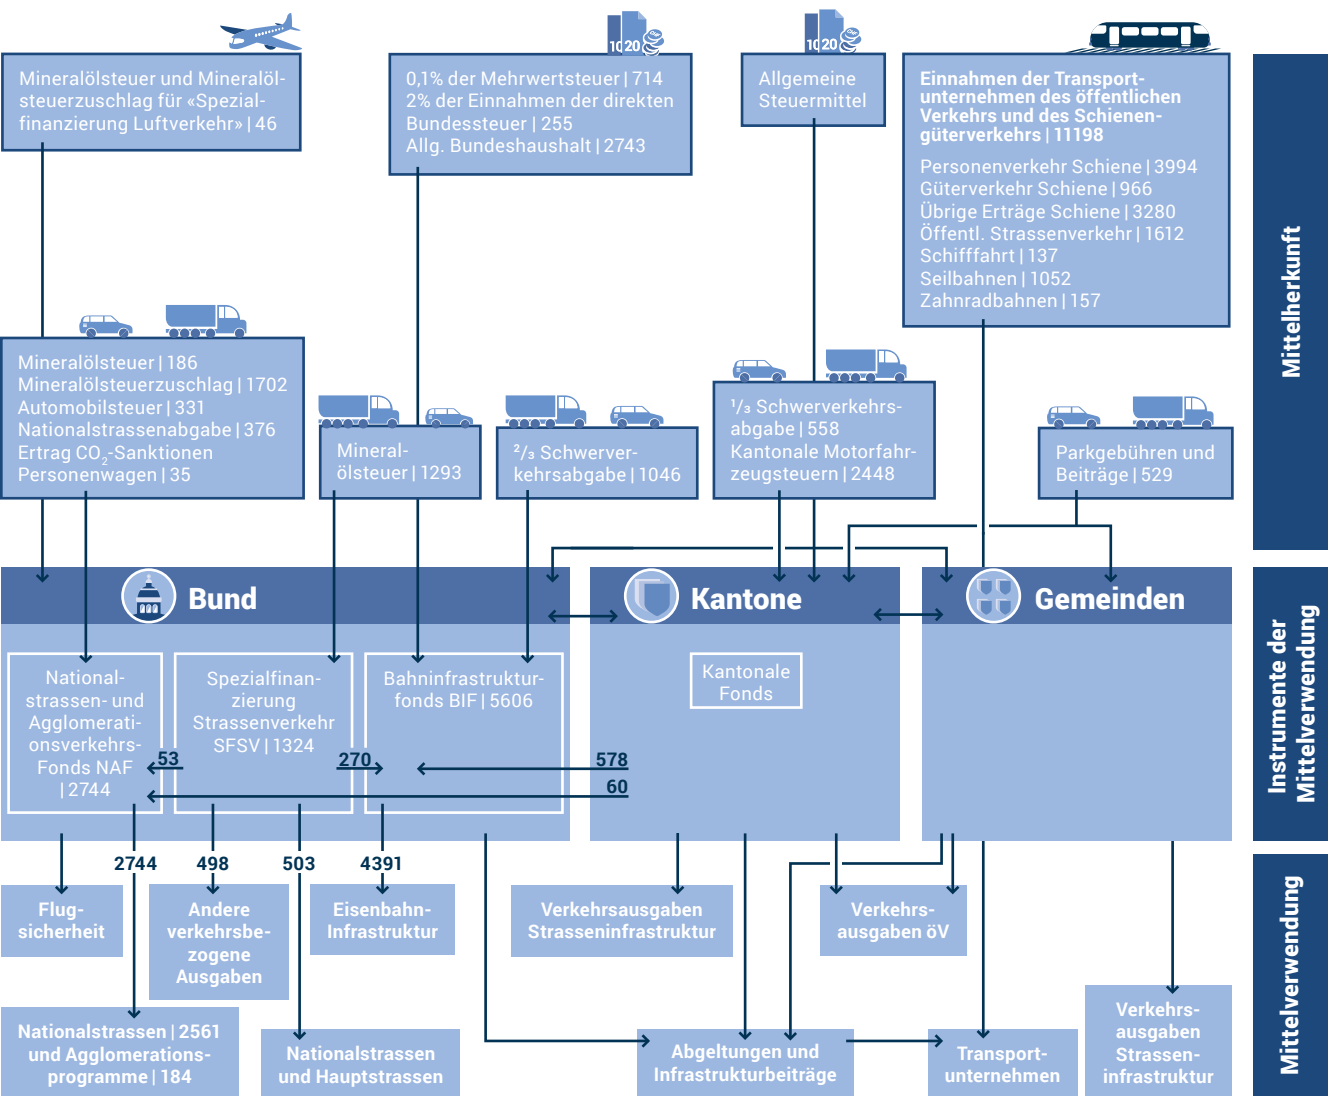 10 20
10 20
Mineralölsteuer und Mineralöl-
steuerzuschlag für «Spezial-
finanzierung Luftverkehr» | 46
0,1% der Mehrwertsteuer | 714
2% der Einnahmen der direkten
Bundessteuer | 255
Allg. Bundeshaushalt | 2743
Allgemeine
Steuermittel
Einnahmen der Transport-
unternehmen des öffentlichen
Verkehrs und des Schienen-
güterverkehrs | 11198
Personenverkehr Schiene | 3994
Güterverkehr Schiene | 966
Übrige Erträge Schiene | 3280
Öffentl. Strassenverkehr | 1612
Schifffahrt | 137
Seilbahnen | 1052
Zahnradbahnen | 157
Mittelherkunft
Mineralölsteuer | 186
Mineralölsteuerzuschlag | 1702
Automobilsteuer | 331
Nationalstrassenabgabe | 376
Ertrag CO₂-Sanktionen
Personenwagen | 35
Mineral-
ölsteuer | 1293
²/₃ Schwerver-
kehrsabgabe | 1046
¹/₃ Schwerverkehrs-
abgabe | 558
Kantonale Motorfahr-
zeugsteuern | 2448
Parkgebühren und
Beiträge | 529
Bund
Kantone
Gemeinden
Instrumente der
Mittelverwendung
National-
strassen- und
Agglomerati-
onsverkehrs-
Fonds NAF
| 2744
Spezialfinan-
zierung
Strassenverkehr
SFSV | 1324
Bahninfrastruktur-
fonds BIF | 5606
Kantonale
Fonds
53
270
578
60
2744
498
503
4391
Mittelverwendung
Flug-
sicherheit
Andere
verkehrsbe-
zogene
Ausgaben
Eisenbahn-
Infrastruktur
Verkehrsausgaben
Strasseninfrastruktur
Verkehrs-
ausgaben öV
Nationalstrassen | 2561
und Agglomerations-
programme | 184
Nationalstrassen
und Hauptstrassen
Abgeltungen und
Infrastrukturbeiträge
Transport-
unternehmen
Verkehrs-
ausgaben
Strassen-
infrastruktur